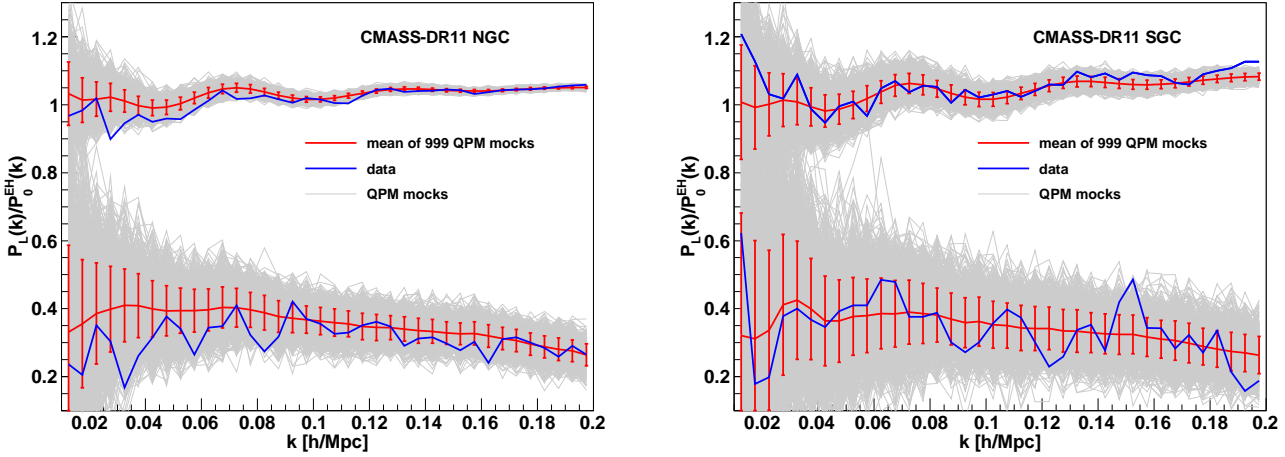 CMASS-DR11 NGC
mean of 999 QPM mocks
data
QPM mocks
P_L(k)/P_0^EH(k)
1.2
1
0.8
0.6
0.4
0.2
0.02 0.04 0.06 0.08 0.1 0.12 0.14 0.16 0.18 0.2
k [h/Mpc]
CMASS-DR11 SGC
mean of 999 QPM mocks
data
QPM mocks
P_L(k)/P_0^EH(k)
1.2
1
0.8
0.6
0.4
0.2
0.02 0.04 0.06 0.08 0.1 0.12 0.14 0.16 0.18 0.2
k [h/Mpc]